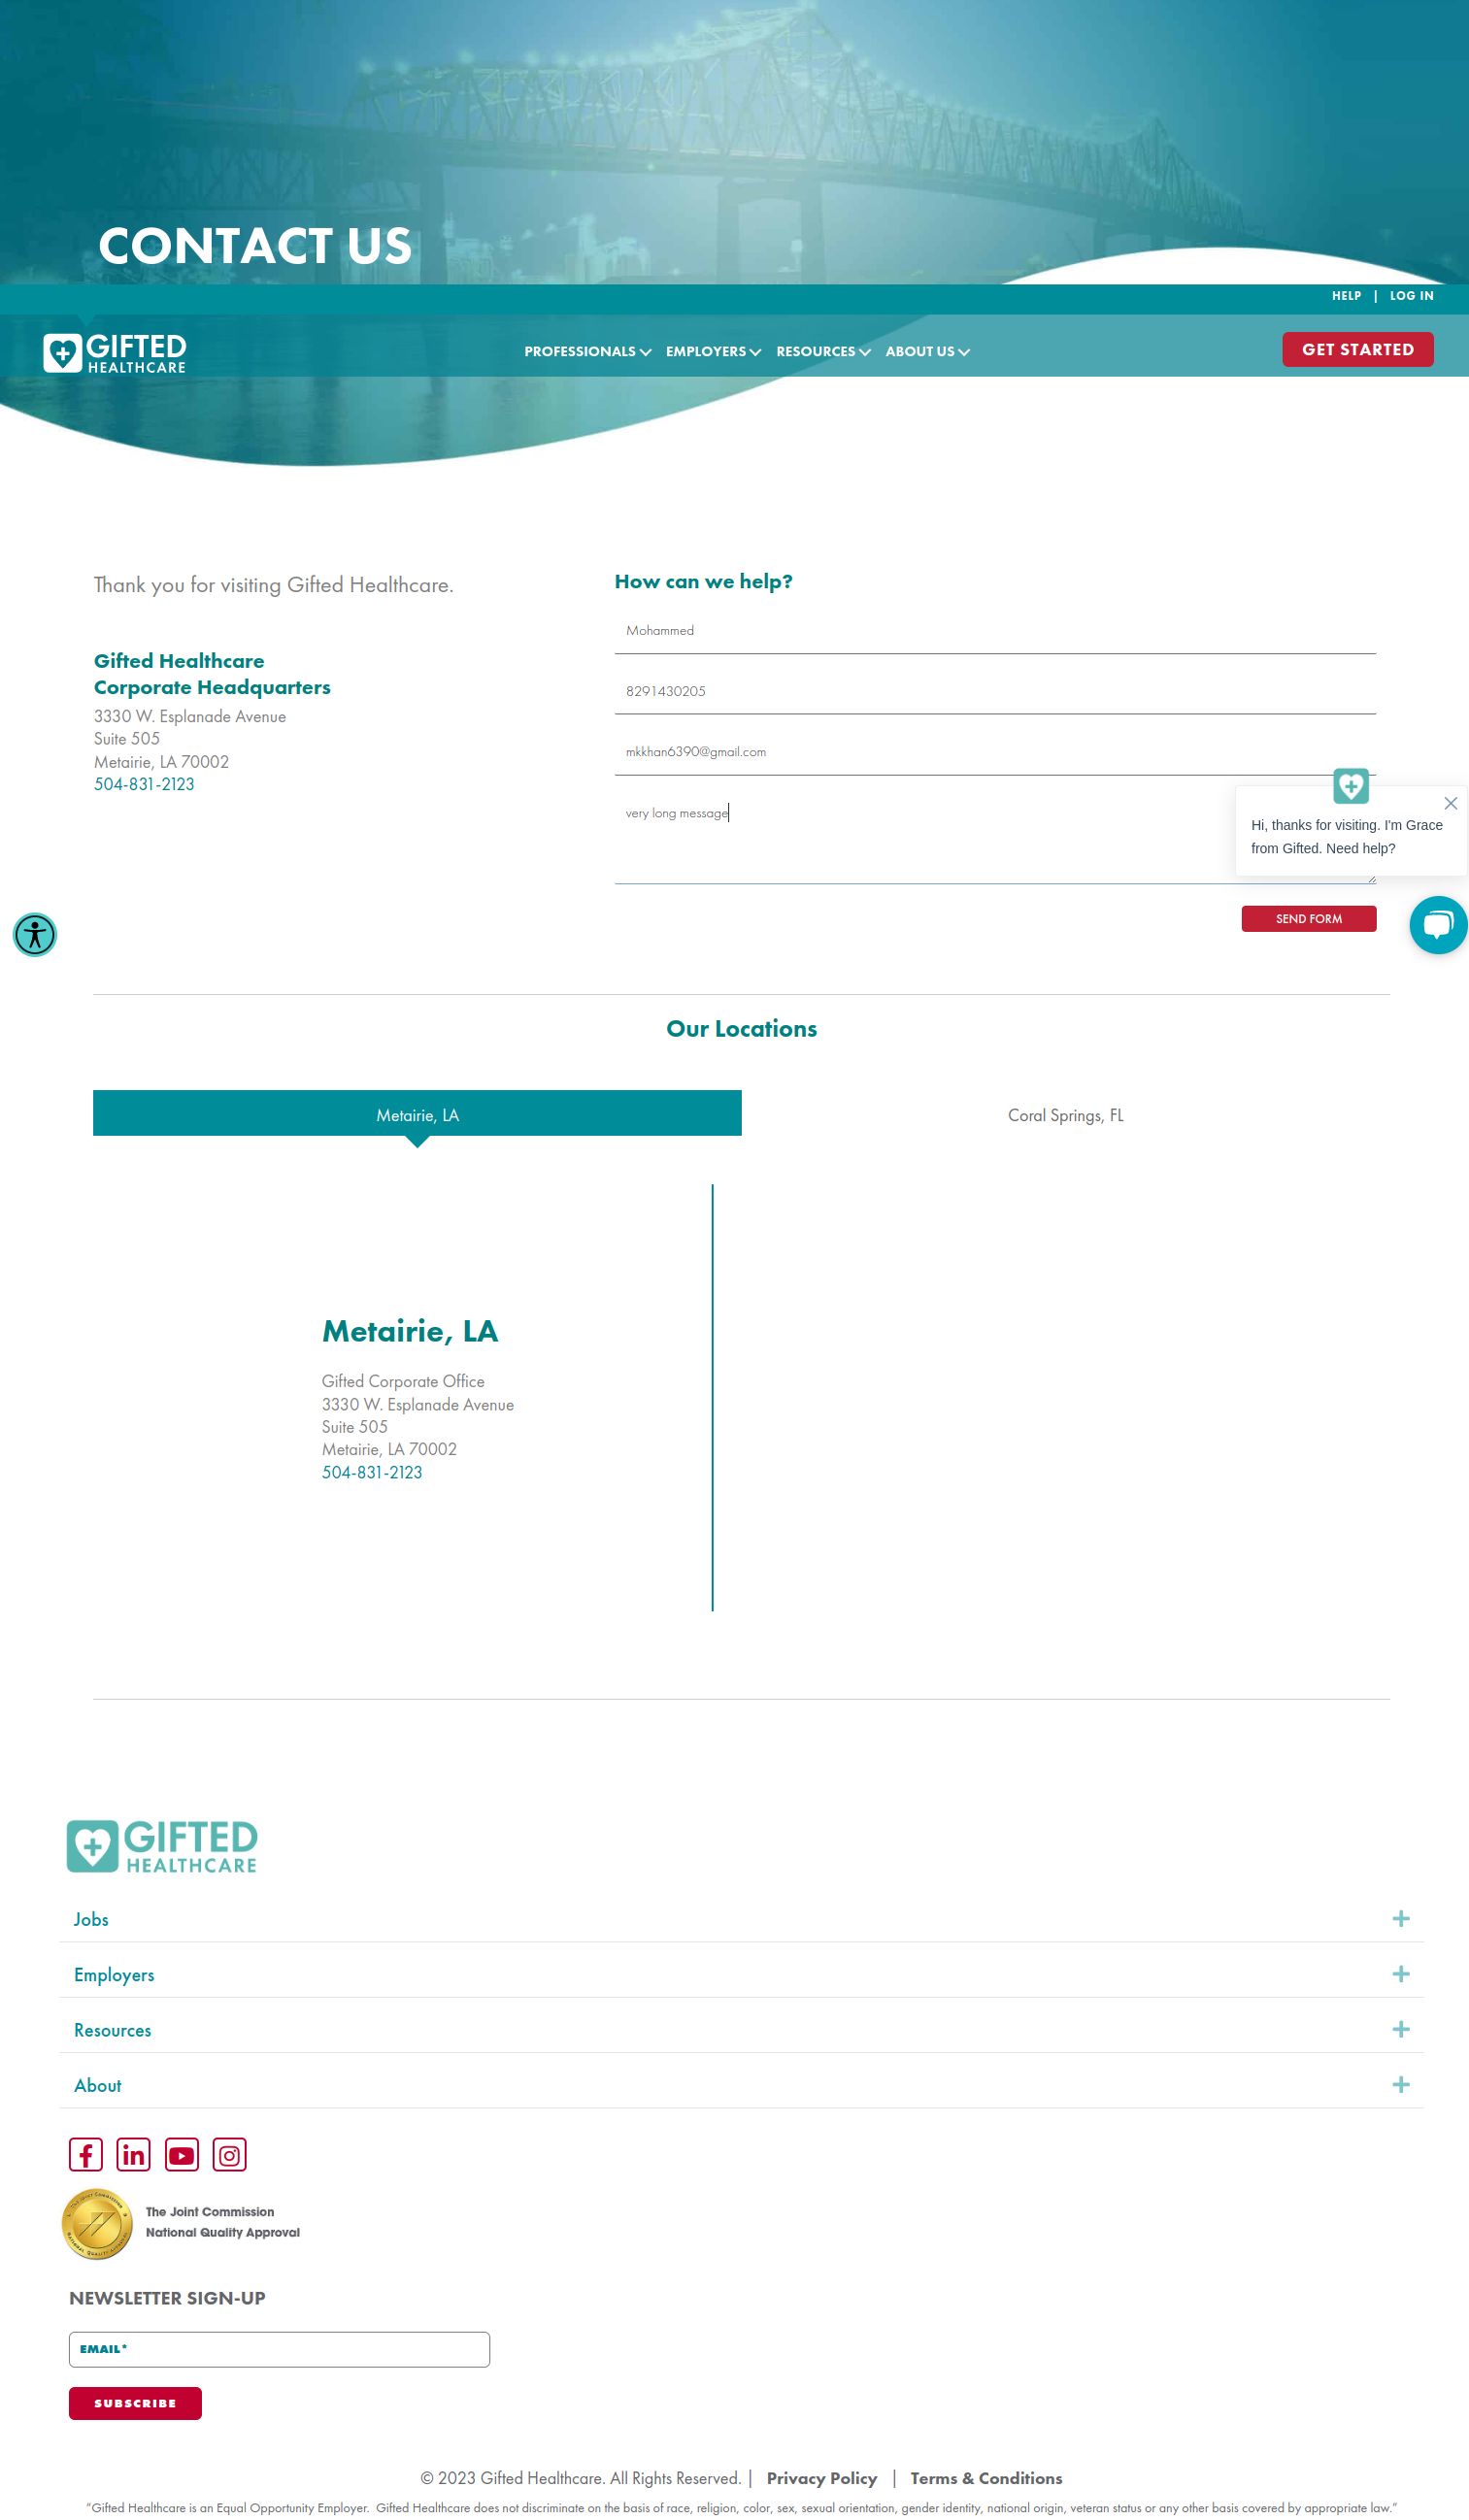 CONTACT US
HELP | LOG IN
GIFTED
HEALTHCARE
PROFESSIONALS EMPLOYERS RESOURCES ABOUT US
GET STARTED
Thank you for visiting Gifted Healthcare.
Gifted Healthcare
Corporate Headquarters
3330 W. Esplanade Avenue
Suite 505
Metairie, LA 70002
504-831-2123
How can we help?
Mohammed
8291430205
mkkhan6390@gmail.com
very long message
Hi, thanks for visiting. I'm Grace
from Gifted. Need help?
SEND FORM
Our Locations
Metairie, LA
Coral Springs, FL
Metairie, LA
Gifted Corporate Office
3330 W. Esplanade Avenue
Suite 505
Metairie, LA 70002
504-831-2123
GIFTED
HEALTHCARE
Jobs
Employers
Resources
About
The Joint Commission
National Quality Approval
NEWSLETTER SIGN-UP
EMAIL*
SUBSCRIBE
© 2023 Gifted Healthcare. All Rights Reserved. | Privacy Policy | Terms & Conditions
"Gifted Healthcare is an Equal Opportunity Employer. Gifted Healthcare does not discriminate on the basis of race, religion, color, sex, sexual orientation, gender identity, national origin, veteran status or any other basis covered by appropriate law."